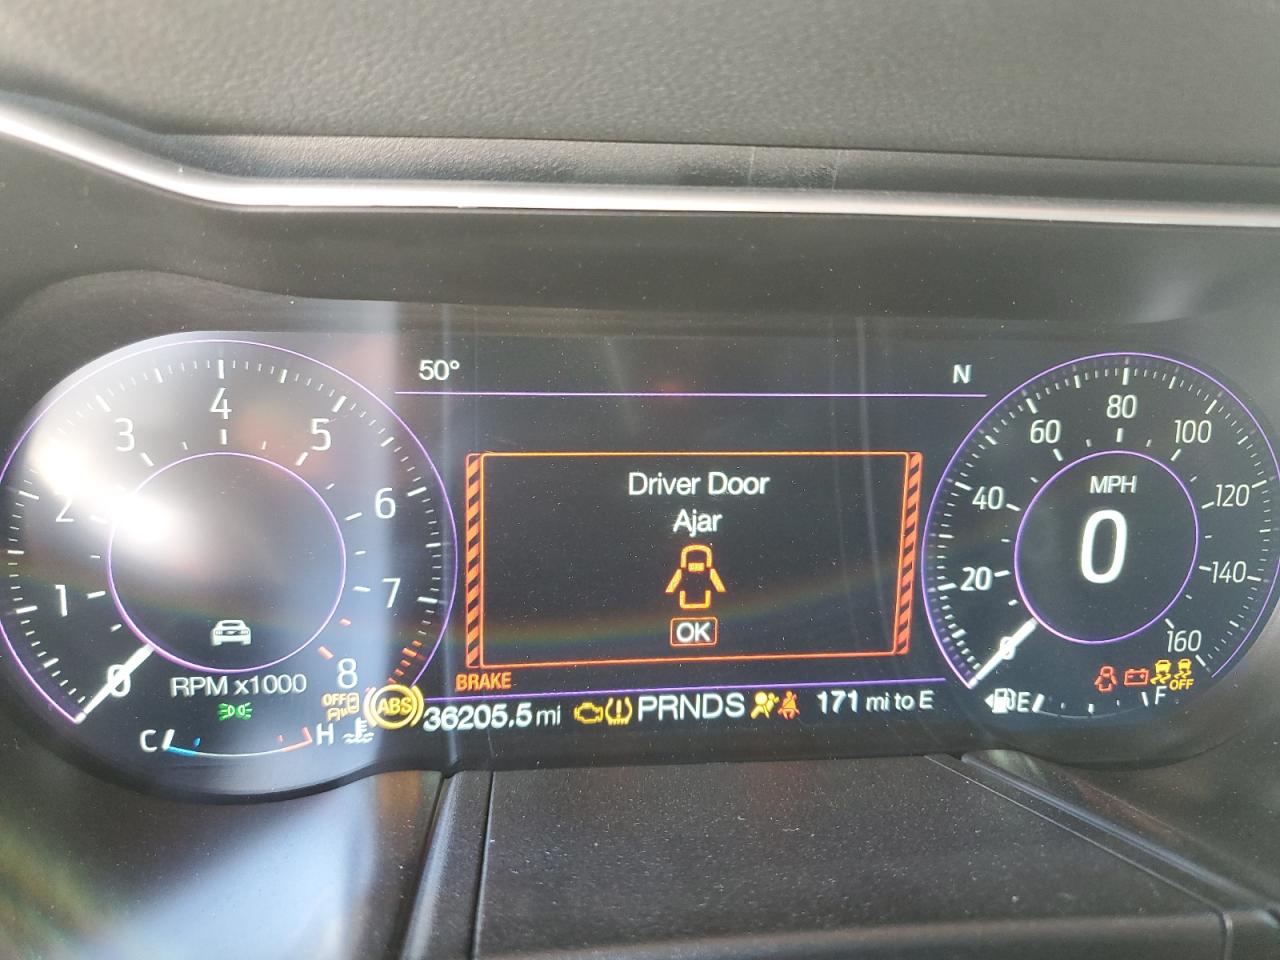 50°
N
0 1 2 3 4 5 6 7 8
RPM x1000
Driver Door
Ajar
OK
0 20 40 60 80 100 120 140 160
MPH
0
BRAKE
OFF
ABS
C
H
36205.5 mi
PRNDS
171 mi to E
E
F
OFF